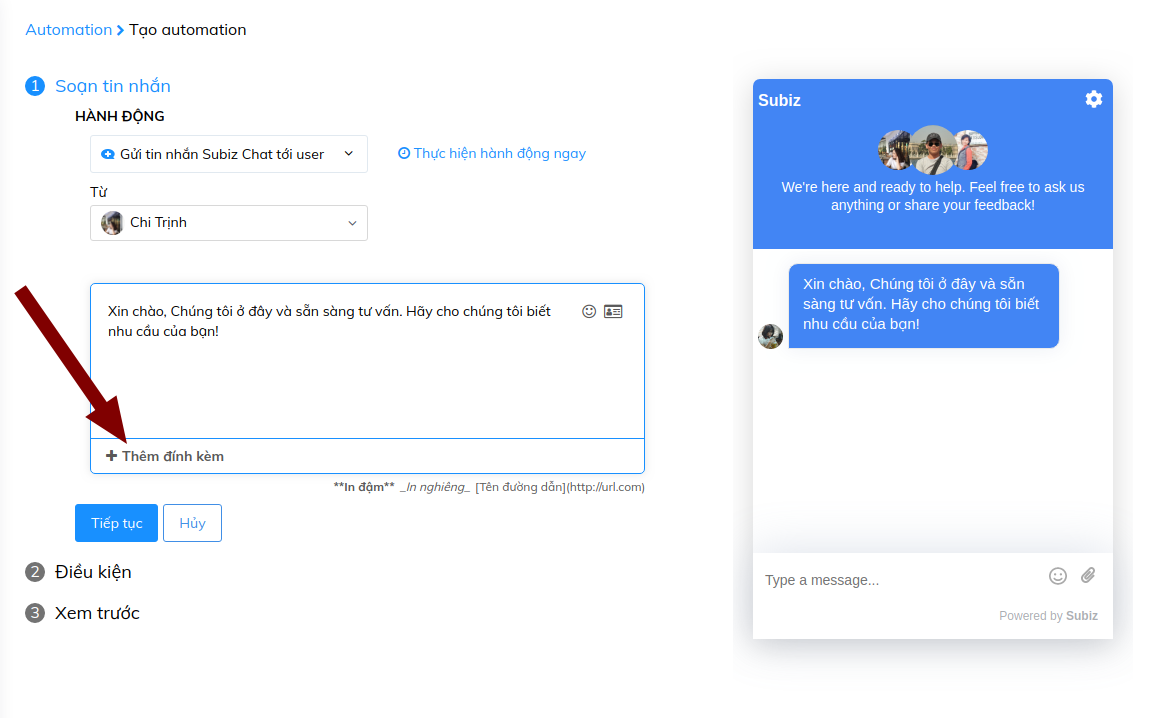 Automation > Tạo automation
1 Soạn tin nhắn
HÀNH ĐỘNG
Gửi tin nhắn Subiz Chat tới user
Thực hiện hành động ngay
Từ
Chi Trịnh
Xin chào, Chúng tôi ở đây và sẵn sàng tư vấn. Hãy cho chúng tôi biết
nhu cầu của bạn!
+ Thêm đính kèm
**In đậm** _In nghiêng_ [Tên đường dẫn](http://url.com)
Tiếp tục
Hủy
2 Điều kiện
3 Xem trước
Subiz
We're here and ready to help. Feel free to ask us
anything or share your feedback!
Xin chào, Chúng tôi ở đây và sẵn
sàng tư vấn. Hãy cho chúng tôi biết
nhu cầu của bạn!
Type a message...
Powered by Subiz